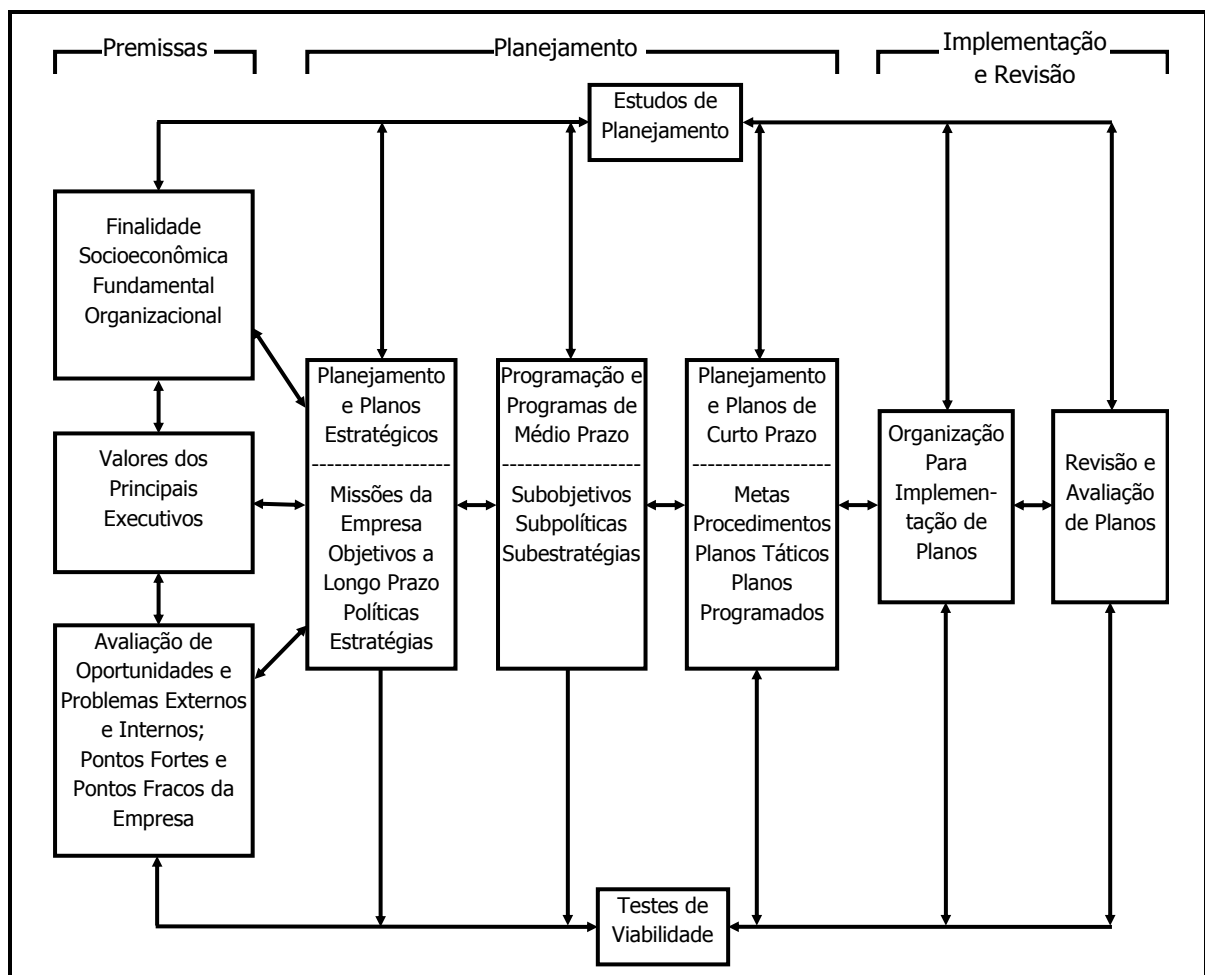 Premissas
Planejamento
Implementação
e Revisão
Estudos de
Planejamento
Finalidade
Socioeconômica
Fundamental
Organizacional
Valores dos
Principais
Executivos
Avaliação de
Oportunidades e
Problemas Externos
e Internos;
Pontos Fortes e
Pontos Fracos da
Empresa
Planejamento
e Planos
Estratégicos
Missões da
Empresa
Objetivos a
Longo Prazo
Políticas
Estratégias
Programação e
Programas de
Médio Prazo
Subobjetivos
Subpolíticas
Subestratégias
Planejamento
e Planos de
Curto Prazo
Metas
Procedimentos
Planos Táticos
Planos
Programados
Organização
Para
Implemen-
tação de
Planos
Revisão e
Avaliação
de Planos
Testes de
Viabilidade